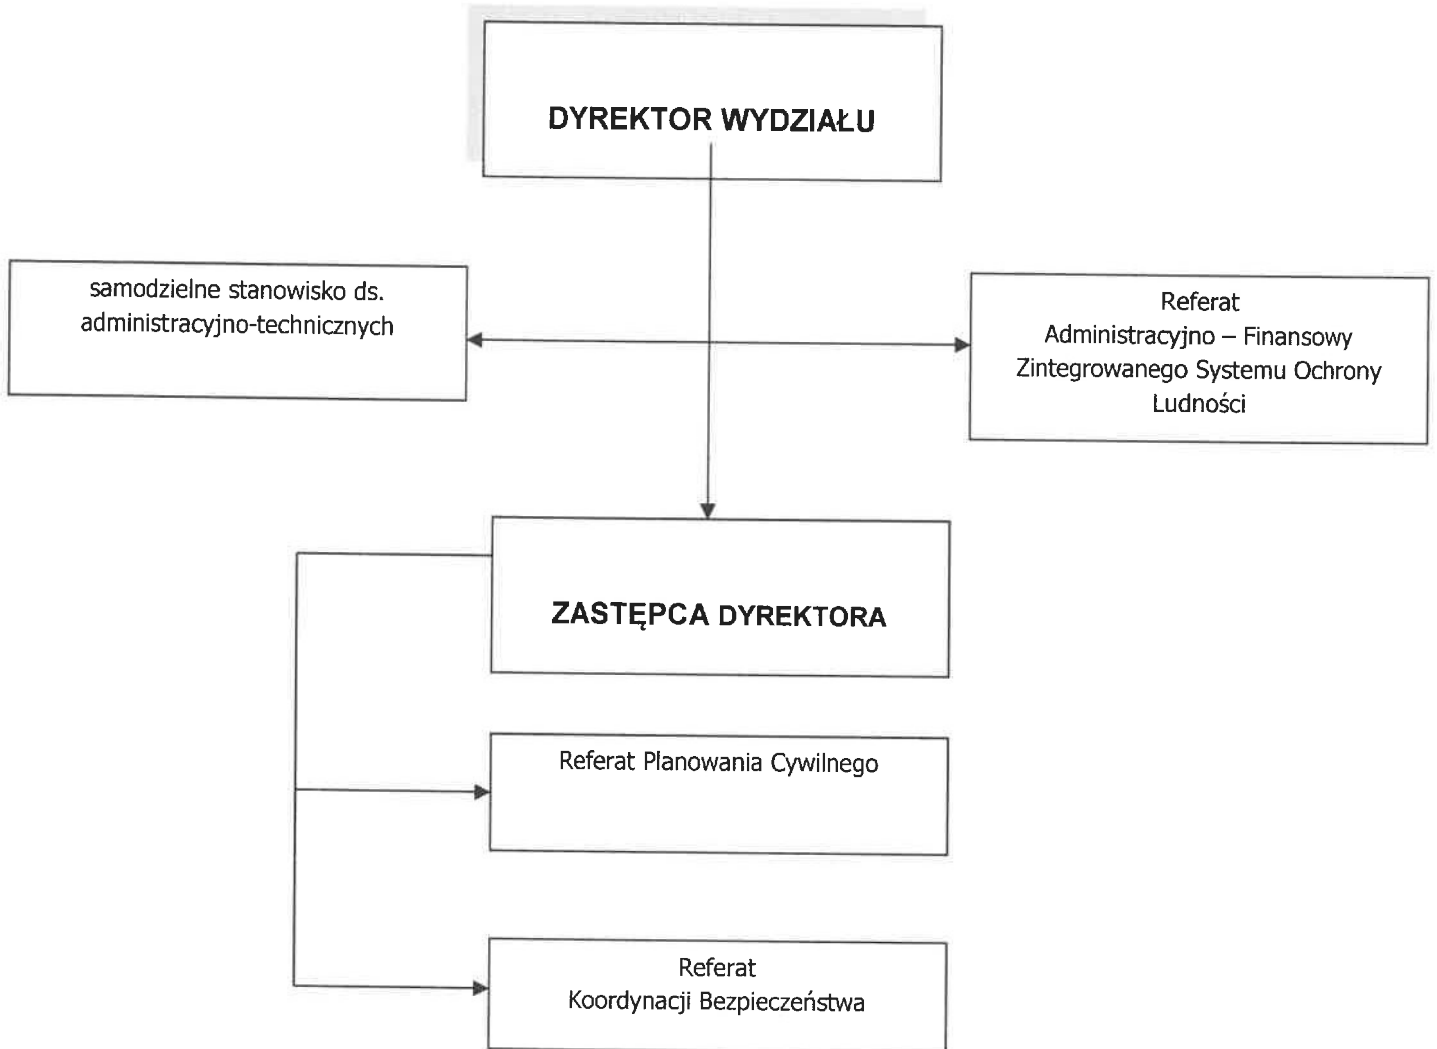 DYREKTOR WYDZIAŁU
samodzielne stanowisko ds.
administracyjno-technicznych
Referat
Administracyjno – Finansowy
Zintegrowanego Systemu Ochrony
Ludności
ZASTĘPCA DYREKTORA
Referat Planowania Cywilnego
Referat
Koordynacji Bezpieczeństwa